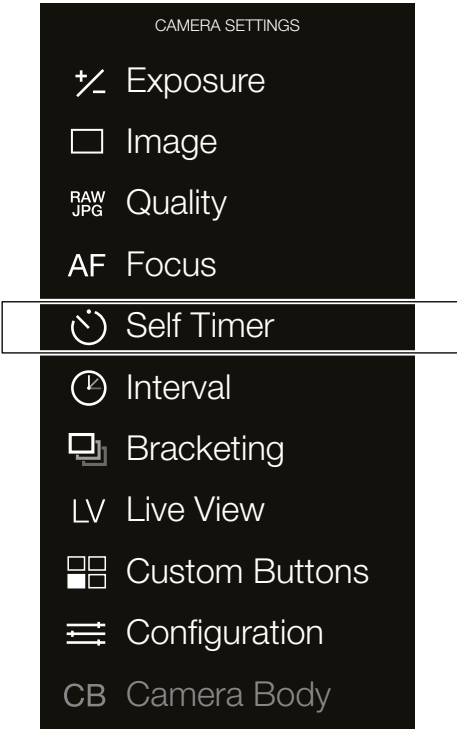 CAMERA SETTINGS
+/- Exposure
Image
RAW JPG Quality
AF Focus
Self Timer
Interval
Bracketing
LV Live View
Custom Buttons
Configuration
CB Camera Body